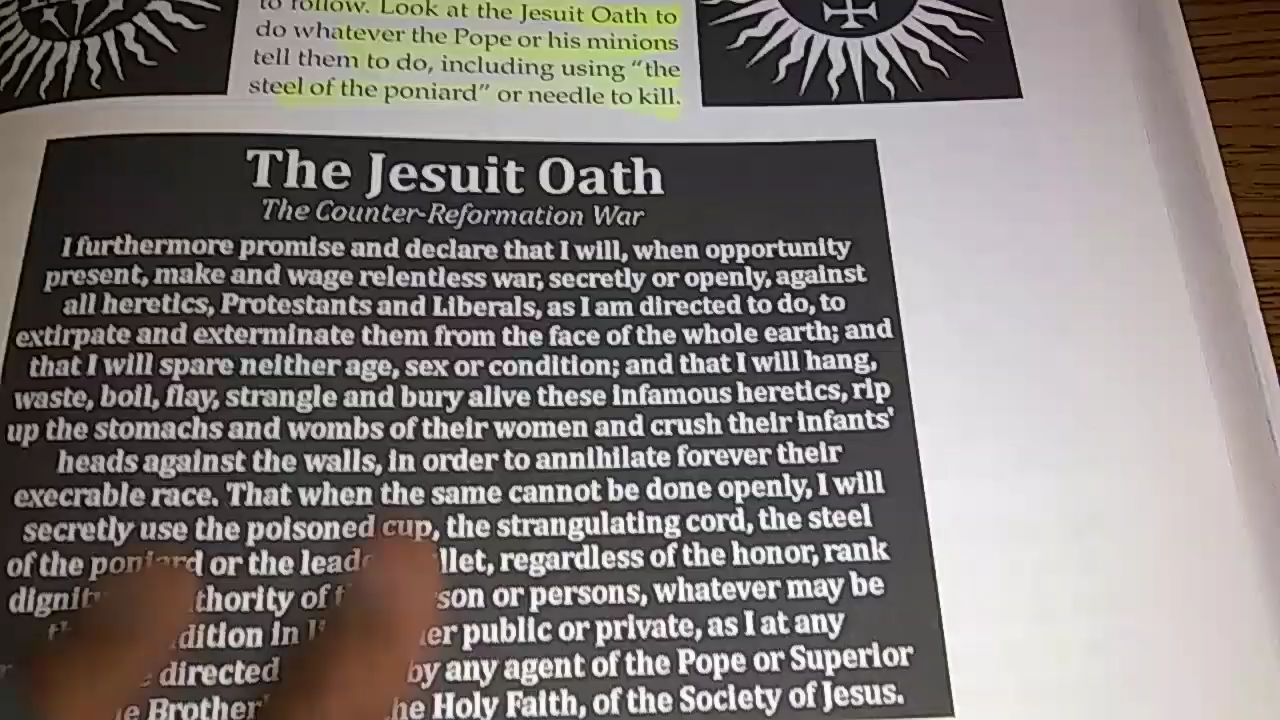 to follow. Look at the Jesuit Oath to
do whatever the Pope or his minions
tell them to do, including using "the
steel of the poniard" or needle to kill.
The Jesuit Oath
The Counter-Reformation War
I furthermore promise and declare that I will, when opportunity
present, make and wage relentless war, secretly or openly, against
all heretics, Protestants and Liberals, as I am directed to do, to
extirpate and exterminate them from the face of the whole earth; and
that I will spare neither age, sex or condition; and that I will hang,
waste, boil, flay, strangle and bury alive these infamous heretics, rip
up the stomachs and wombs of their women and crush their infants'
heads against the walls, in order to annihilate forever their
execrable race. That when the same cannot be done openly, I will
secretly use the poisoned cup, the strangulating cord, the steel
of the poniard or the regardless of the honor, rank
of or persons, whatever may be
in public or private, as I at any
directed by any agent of the Pope or Superior
Holy Faith, of the Society of Jesus.